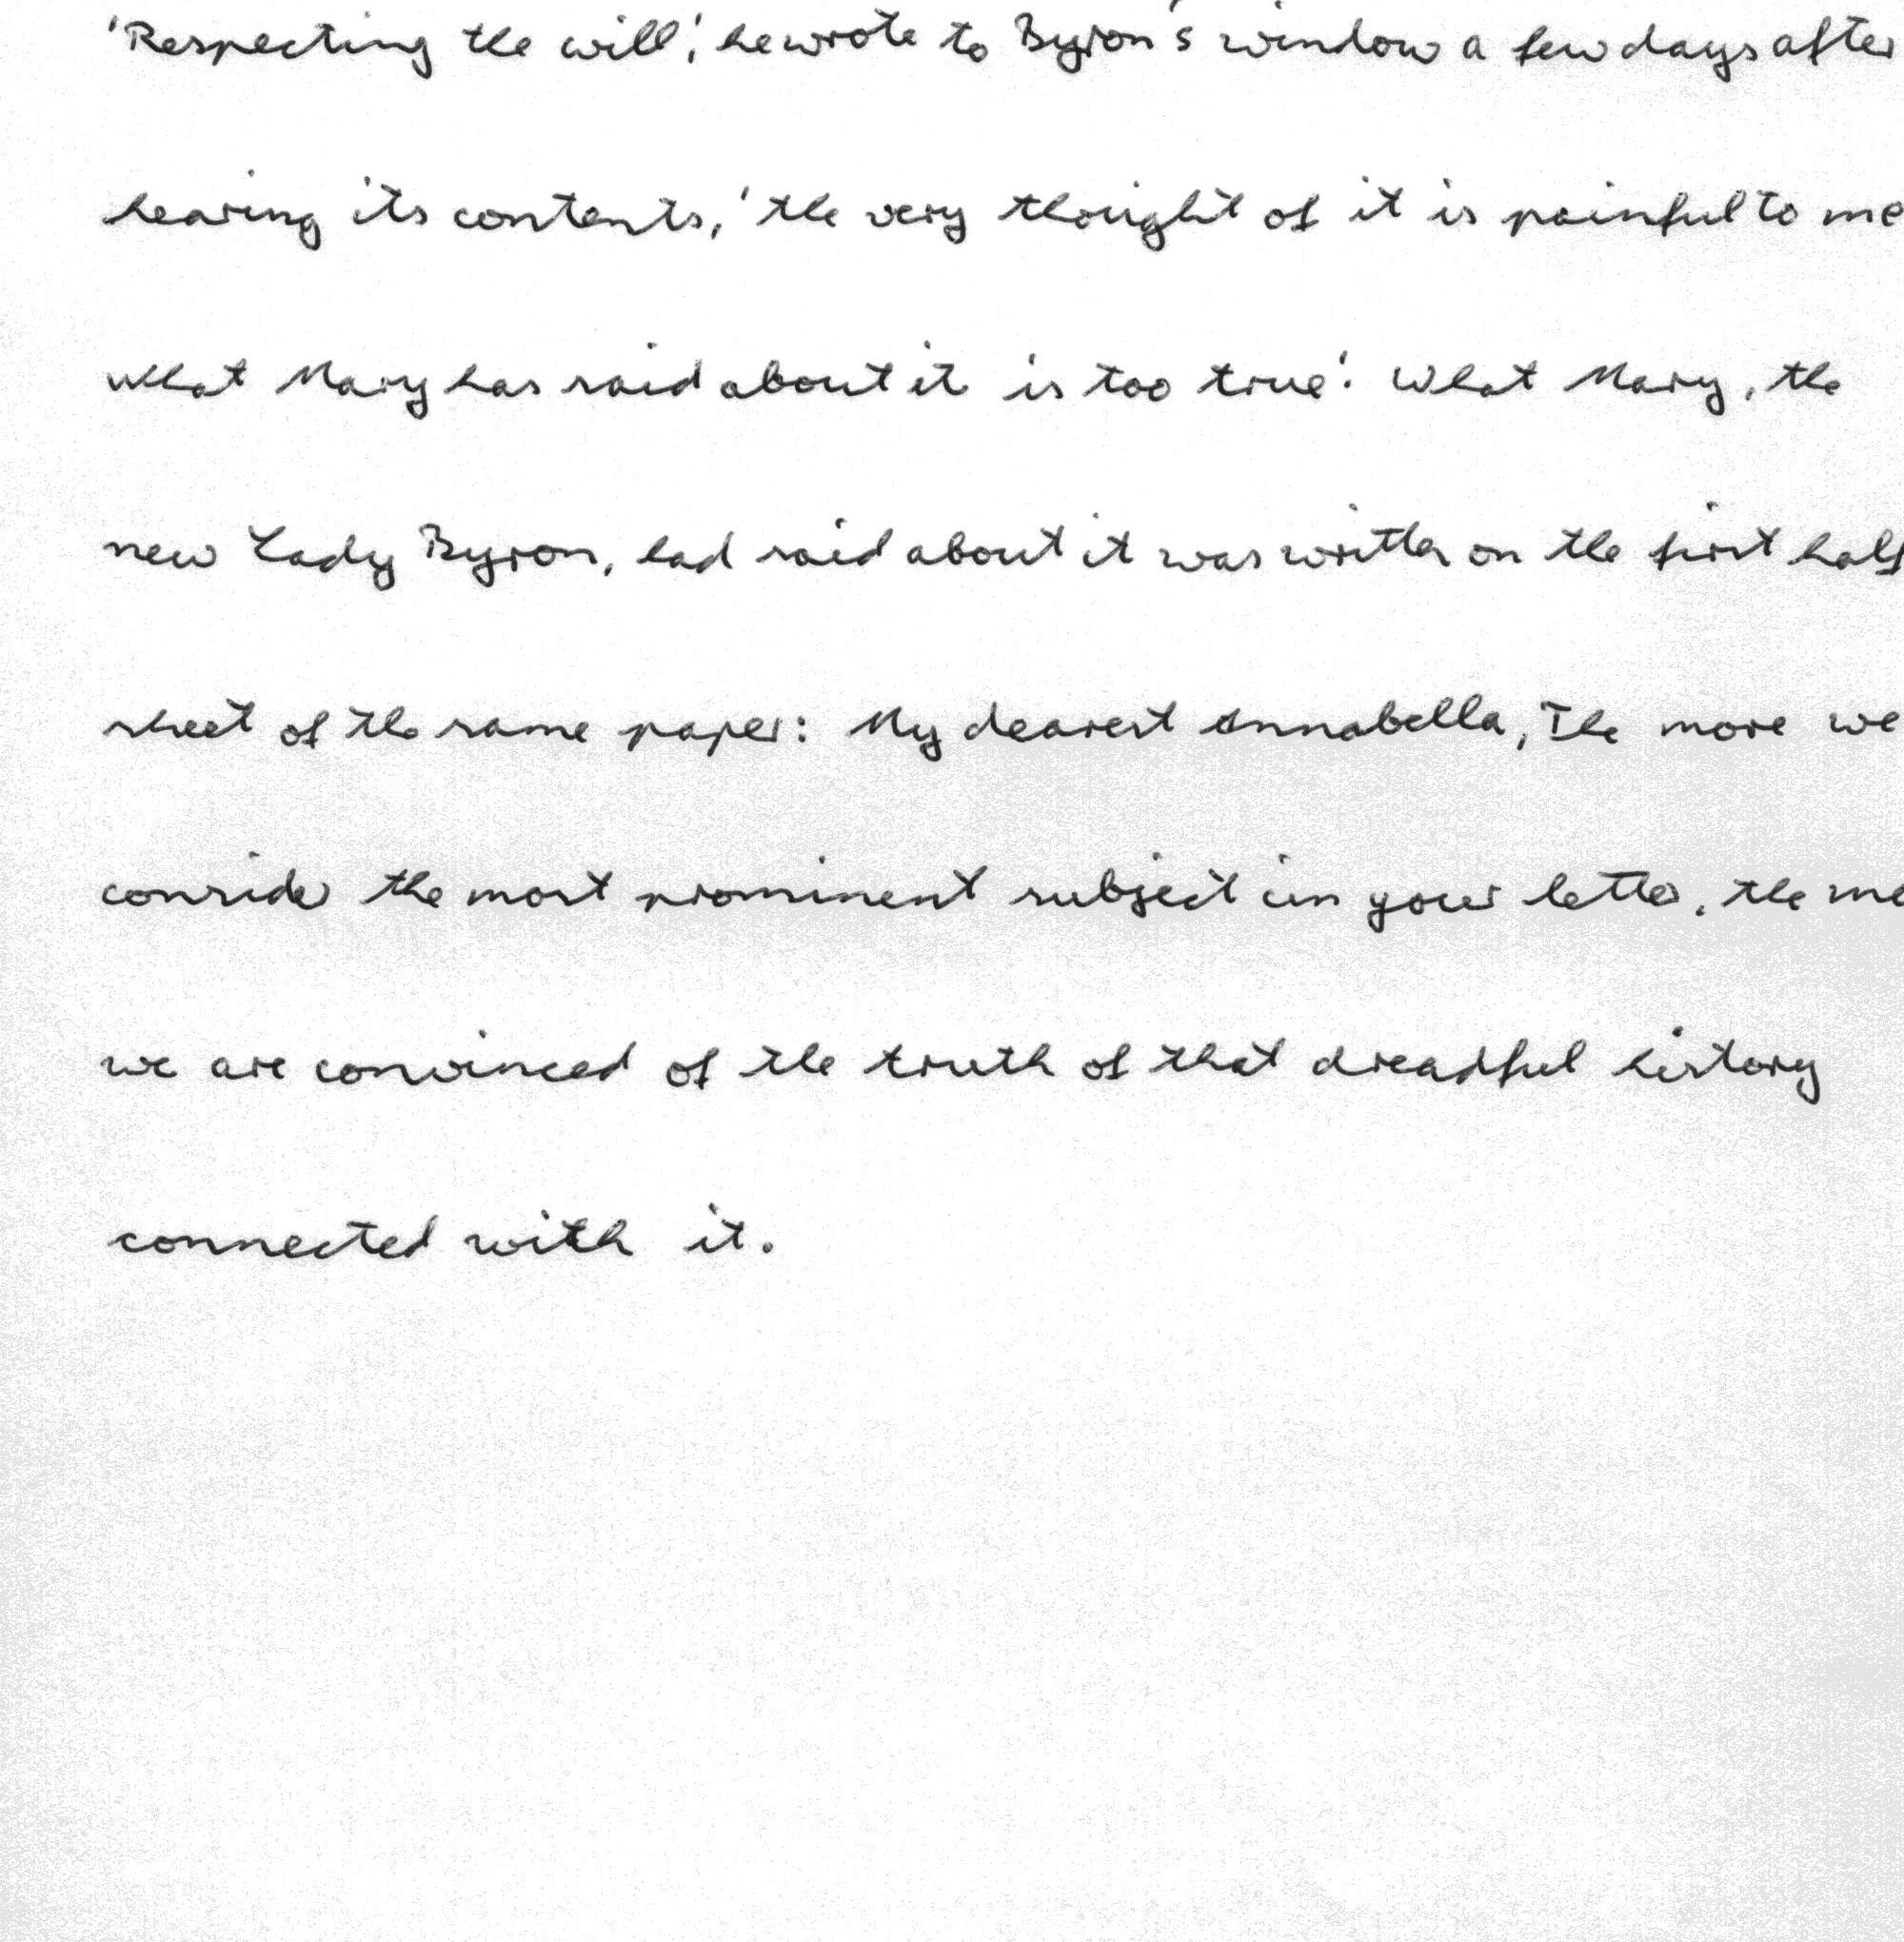 'Respecting the will,' he wrote to Byron's window a few days after
hearing its contents, 'the very thought of it is painful to me
what Mary has said about it is too true'. What Mary, the
new Lady Byron, had said about it was written on the first half
sheet of the same paper: My dearest Annabella, The more we
consider the most prominent subject in your letter, the
we are convinced of the truth of that dreadful history
connected with it.